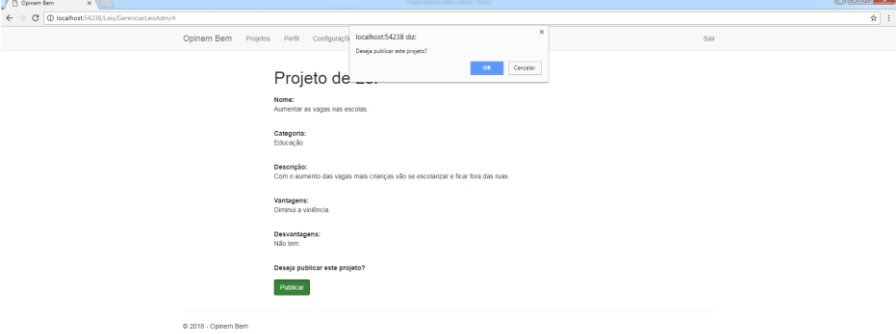 Opinem Bem
localhost:54238/Leis/GerenciarLeisAdm/4
Opinem Bem Projetos Perfil Configuraçõ Sair
localhost:54238 diz:
Deseja publicar este projeto?
OK Cancelar
Projeto de
Nome:
Aumentar as vagas nas escolas.
Categoria:
Educação
Descrição:
Com o aumento das vagas mais crianças vão se escolarizar e ficar fora das ruas.
Vantagens:
Diminui a violência.
Desvantagens:
Não tem.
Deseja publicar este projeto?
Publicar
© 2018 - Opinem Bem